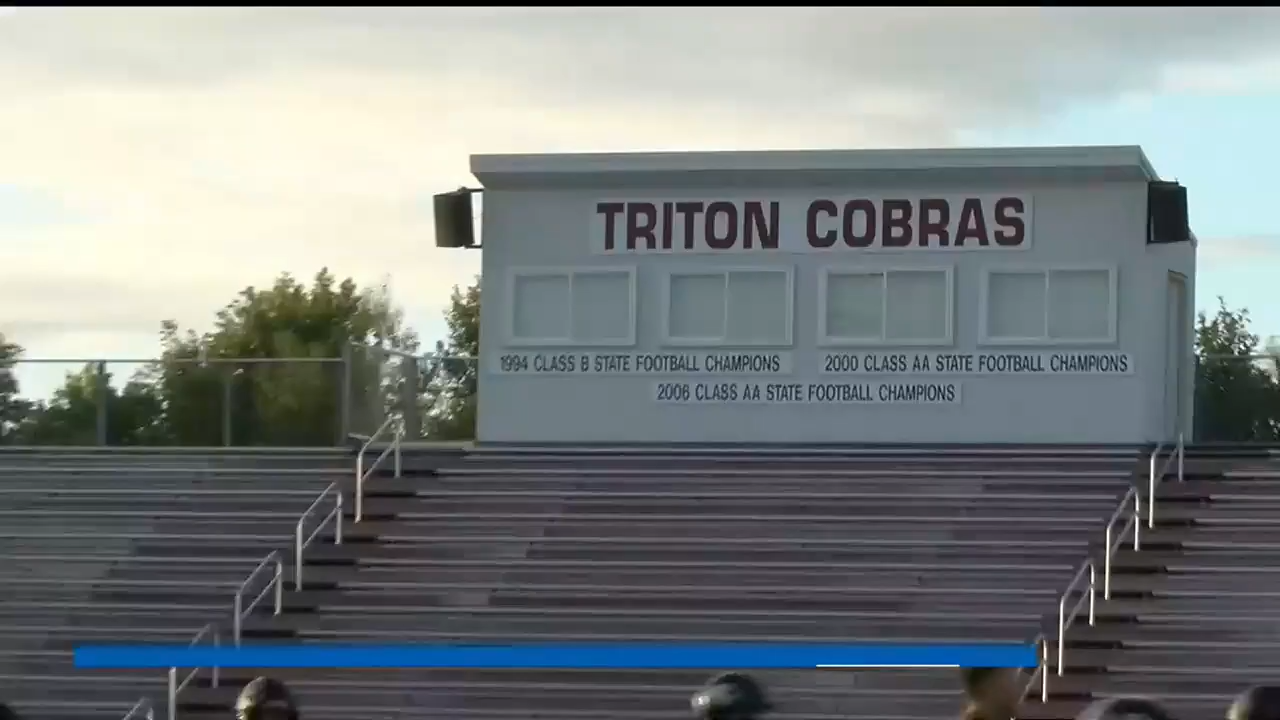 TRITON COBRAS
1994 CLASS B STATE FOOTBALL CHAMPIONS
2000 CLASS AA STATE FOOTBALL CHAMPIONS
2006 CLASS AA STATE FOOTBALL CHAMPIONS